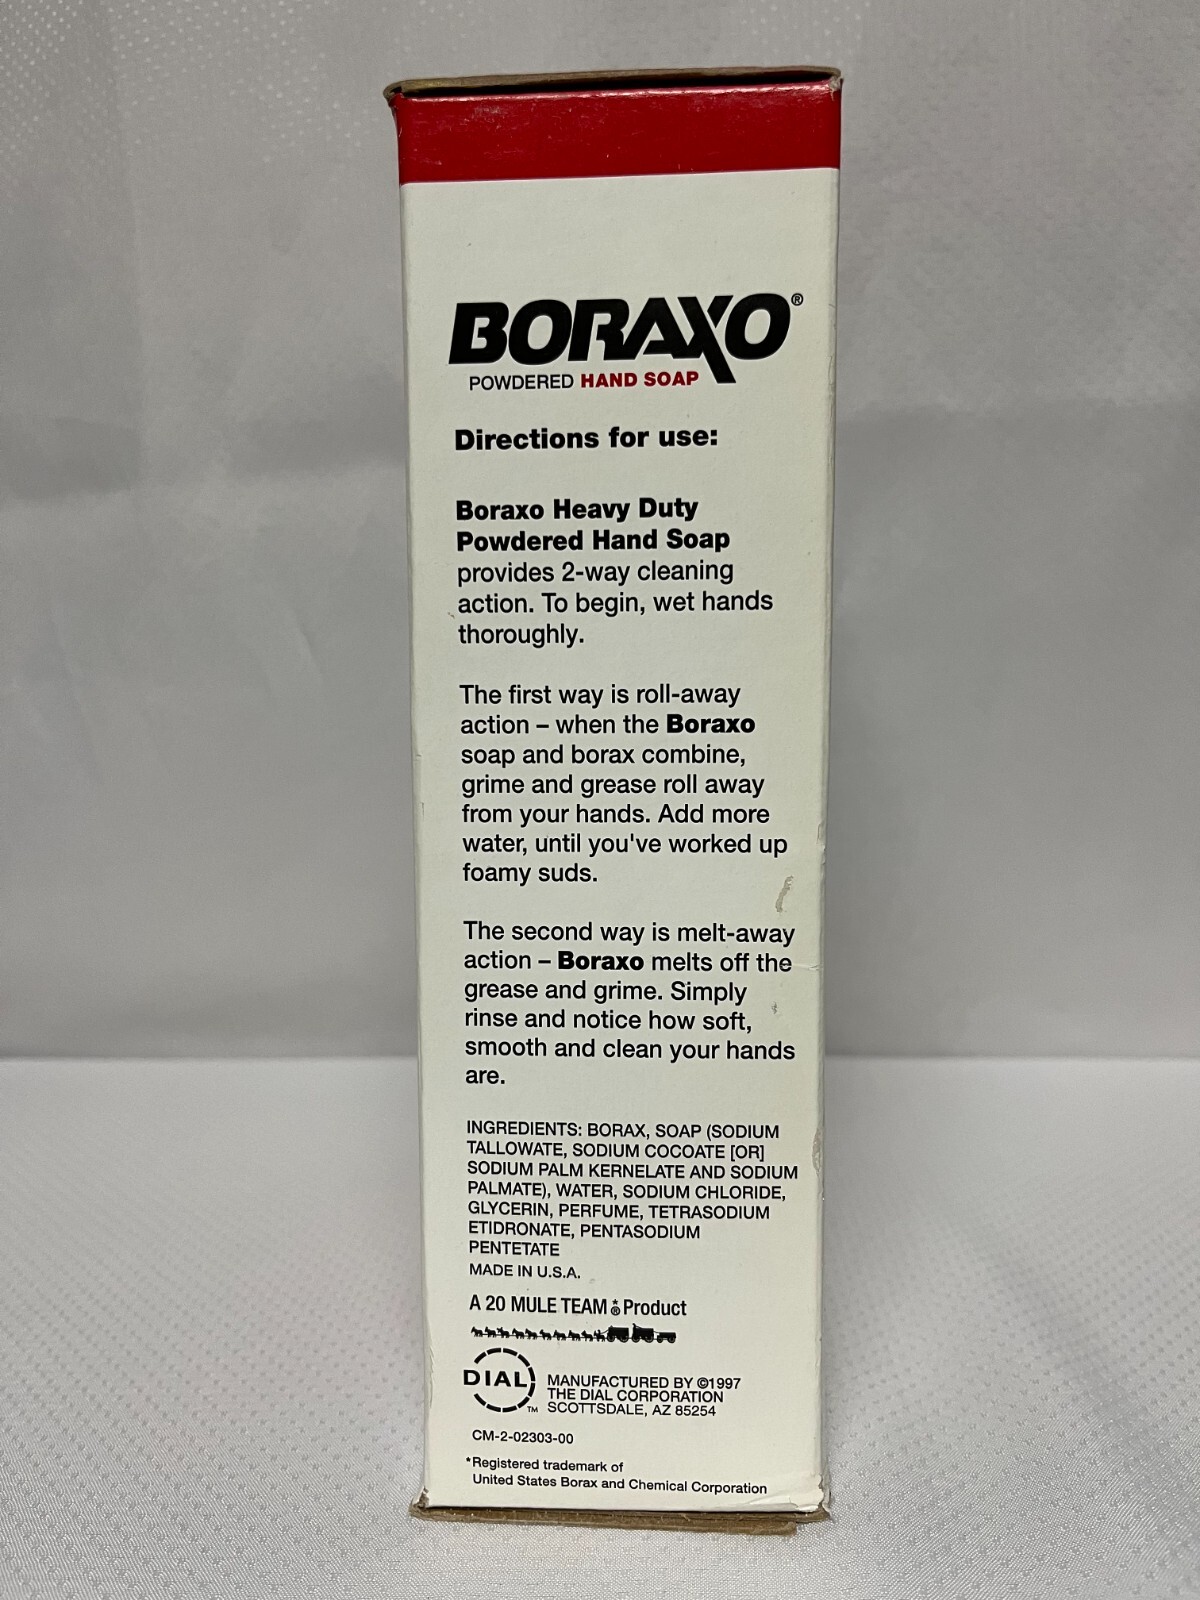 BORAXO®
POWDERED HAND SOAP
Directions for use:
Boraxo Heavy Duty
Powdered Hand Soap
provides 2-way cleaning
action. To begin, wet hands
thoroughly.
The first way is roll-away
action – when the Boraxo
soap and borax combine,
grime and grease roll away
from your hands. Add more
water, until you've worked up
foamy suds.
The second way is melt-away
action – Boraxo melts off the
grease and grime. Simply
rinse and notice how soft,
smooth and clean your hands
are.
INGREDIENTS: BORAX, SOAP (SODIUM
TALLOWATE, SODIUM COCOATE [OR]
SODIUM PALM KERNELATE AND SODIUM
PALMATE), WATER, SODIUM CHLORIDE,
GLYCERIN, PERFUME, TETRASODIUM
ETIDRONATE, PENTASODIUM
PENTETATE
MADE IN U.S.A.
A 20 MULE TEAM*® Product
DIAL™
MANUFACTURED BY ©1997
THE DIAL CORPORATION
SCOTTSDALE, AZ 85254
CM-2-02303-00
*Registered trademark of
United States Borax and Chemical Corporation